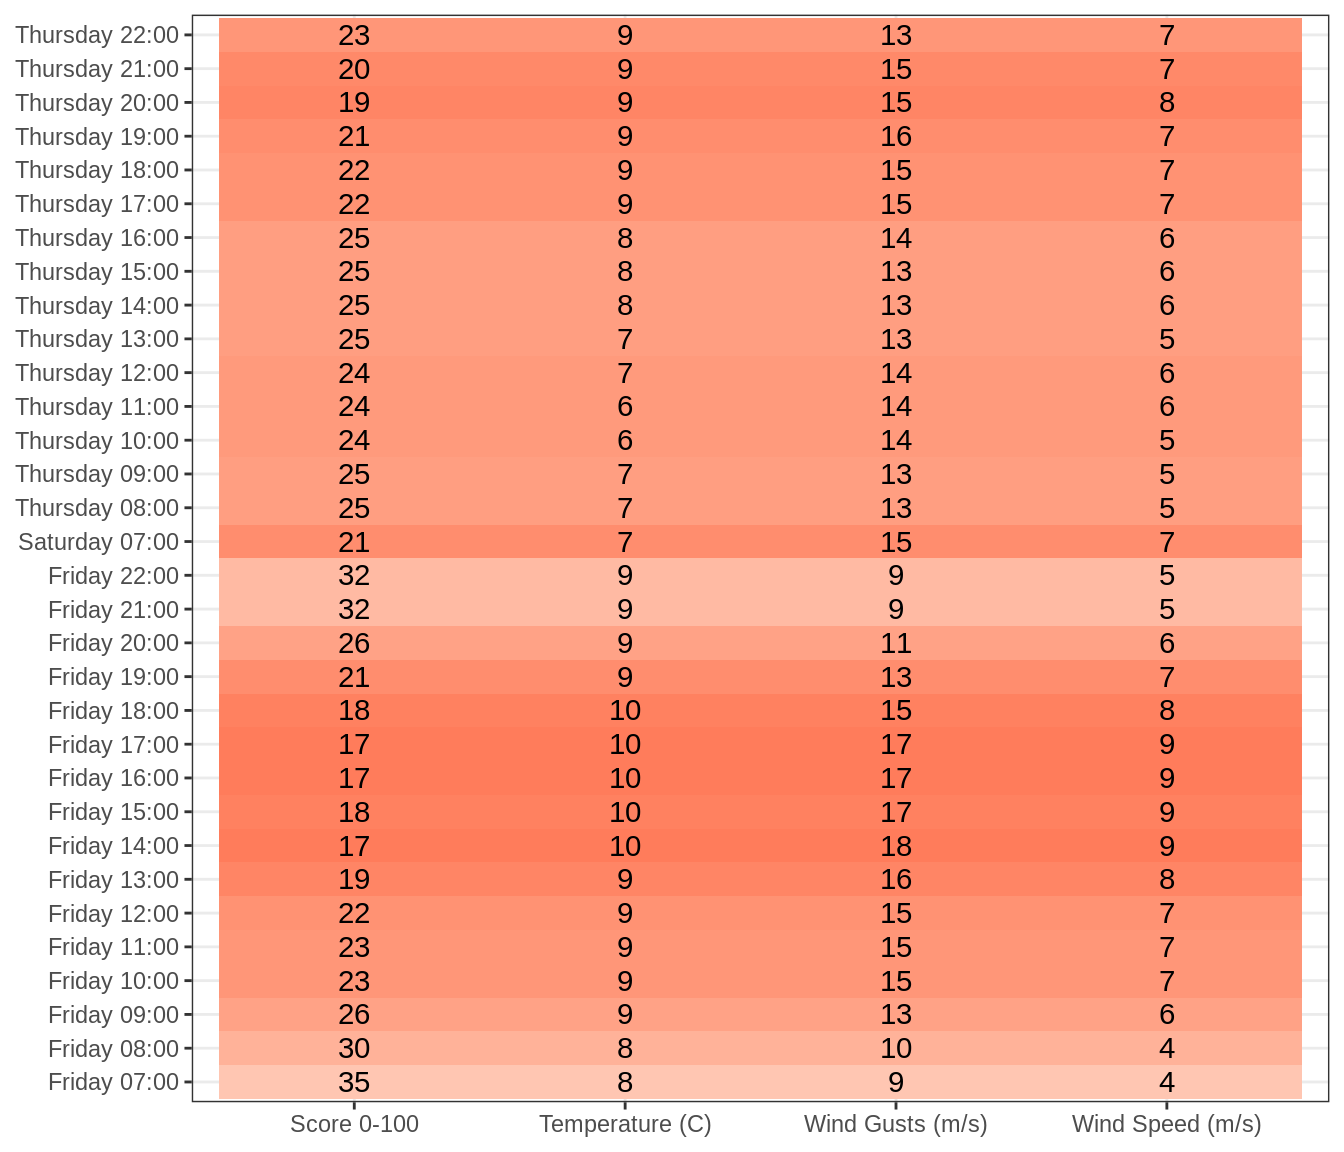 Thursday 22:00 23 9 13 7
Thursday 21:00 20 9 15 7
Thursday 20:00 19 9 15 8
Thursday 19:00 21 9 16 7
Thursday 18:00 22 9 15 7
Thursday 17:00 22 9 15 7
Thursday 16:00 25 8 14 6
Thursday 15:00 25 8 13 6
Thursday 14:00 25 8 13 6
Thursday 13:00 25 7 13 5
Thursday 12:00 24 7 14 6
Thursday 11:00 24 6 14 6
Thursday 10:00 24 6 14 5
Thursday 09:00 25 7 13 5
Thursday 08:00 25 7 13 5
Saturday 07:00 21 7 15 7
Friday 22:00 32 9 9 5
Friday 21:00 32 9 9 5
Friday 20:00 26 9 11 6
Friday 19:00 21 9 13 7
Friday 18:00 18 10 15 8
Friday 17:00 17 10 17 9
Friday 16:00 17 10 17 9
Friday 15:00 18 10 17 9
Friday 14:00 17 10 18 9
Friday 13:00 19 9 16 8
Friday 12:00 22 9 15 7
Friday 11:00 23 9 15 7
Friday 10:00 23 9 15 7
Friday 09:00 26 9 13 6
Friday 08:00 30 8 10 4
Friday 07:00 35 8 9 4
Score 0-100 Temperature (C) Wind Gusts (m/s) Wind Speed (m/s)